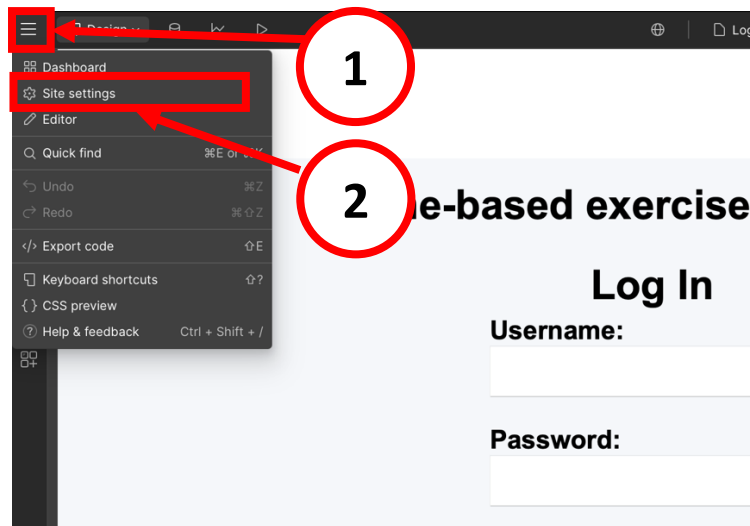 Design
Log
1
Dashboard
Site settings
Editor
Quick find ⌘E or ⌘K
2
Undo ⌘Z
Redo ⌘⇧Z
e-based exercise
Export code ⇧E
Log In
Keyboard shortcuts ⇧?
CSS preview
Help & feedback Ctrl + Shift + /
Username:
Password: